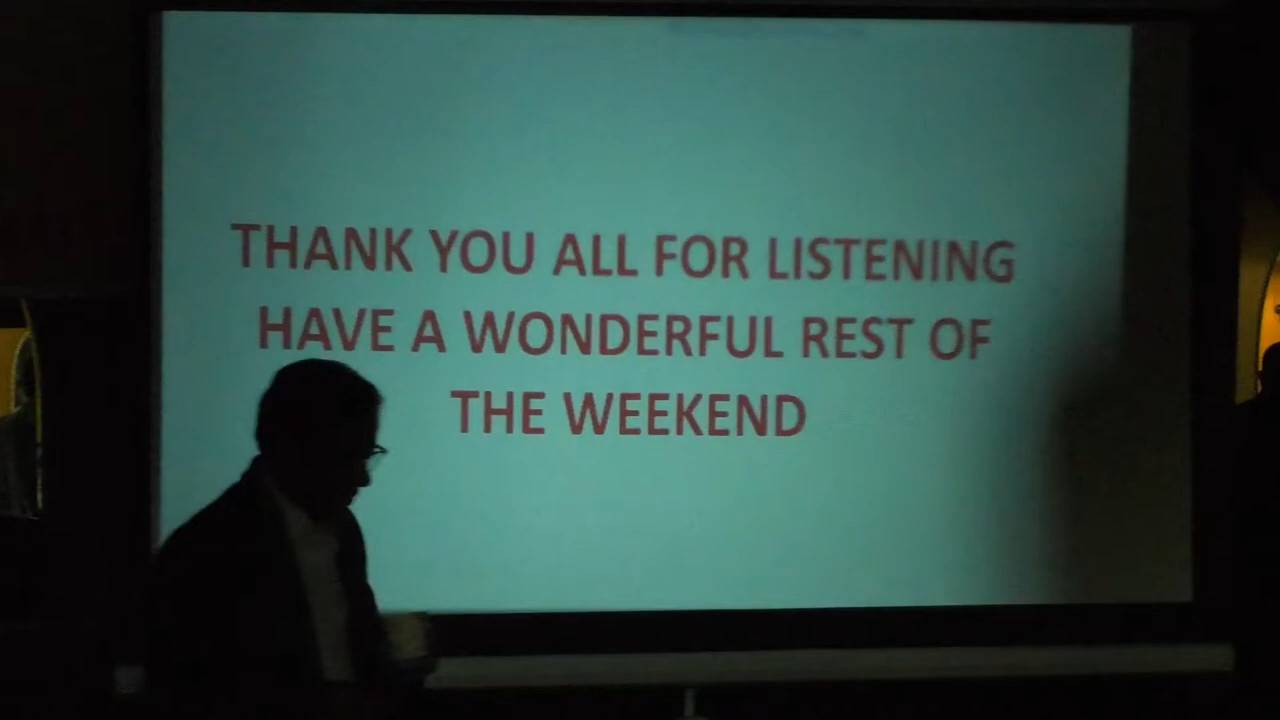 THANK YOU ALL FOR LISTENING
HAVE A WONDERFUL REST OF
THE WEEKEND